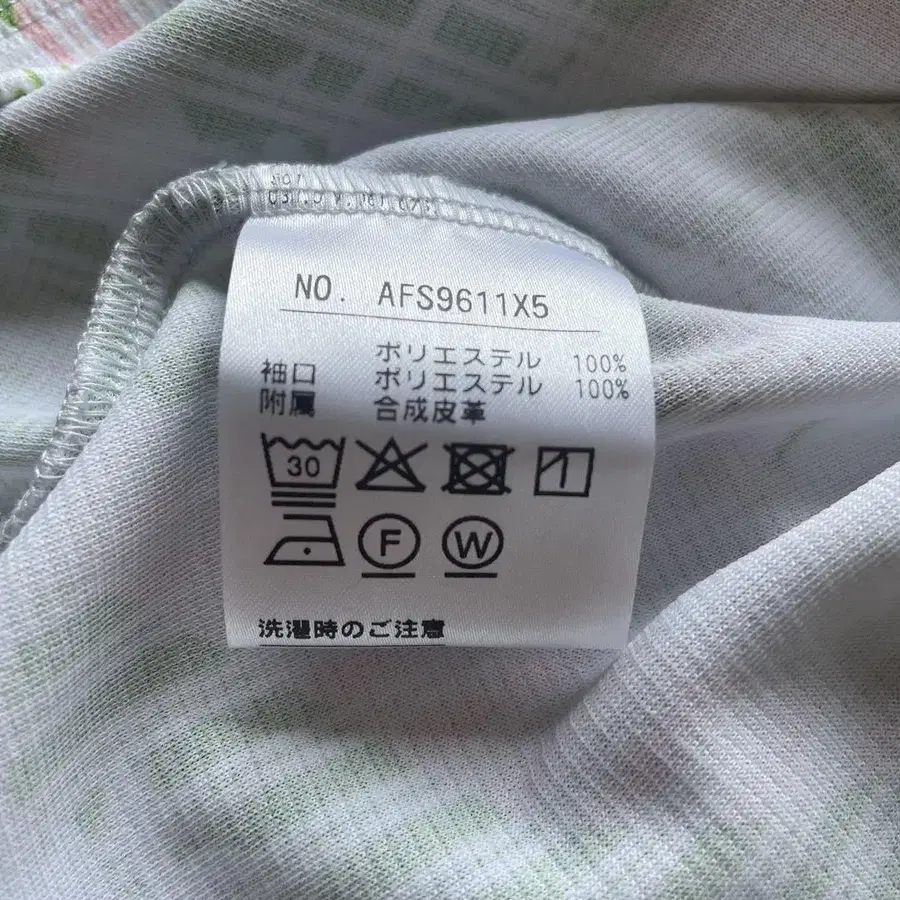 NO. AFS9611X5
ポリエステル 100%
袖口 ポリエステル 100%
附属 合成皮革
30
F W
洗濯時のご注意